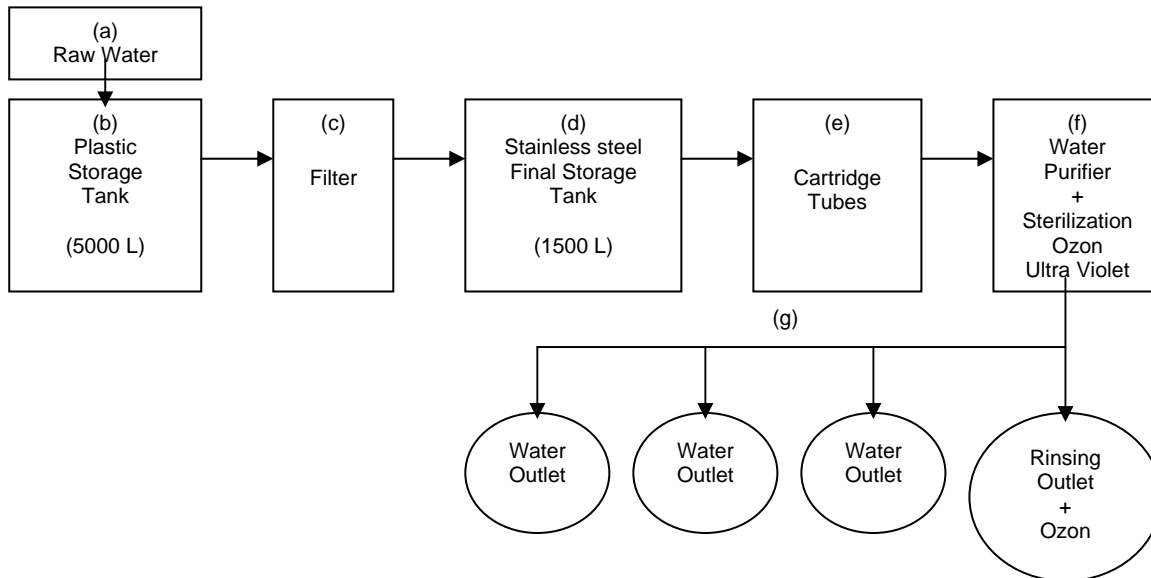 (a)
Raw Water
(b)
Plastic
Storage
Tank
(5000 L)
(c)
Filter
(d)
Stainless steel
Final Storage
Tank
(1500 L)
(e)
Cartridge
Tubes
(f)
Water
Purifier
+
Sterilization
Ozon
Ultra Violet
(g)
Water
Outlet
Water
Outlet
Water
Outlet
Rinsing
Outlet
+
Ozon